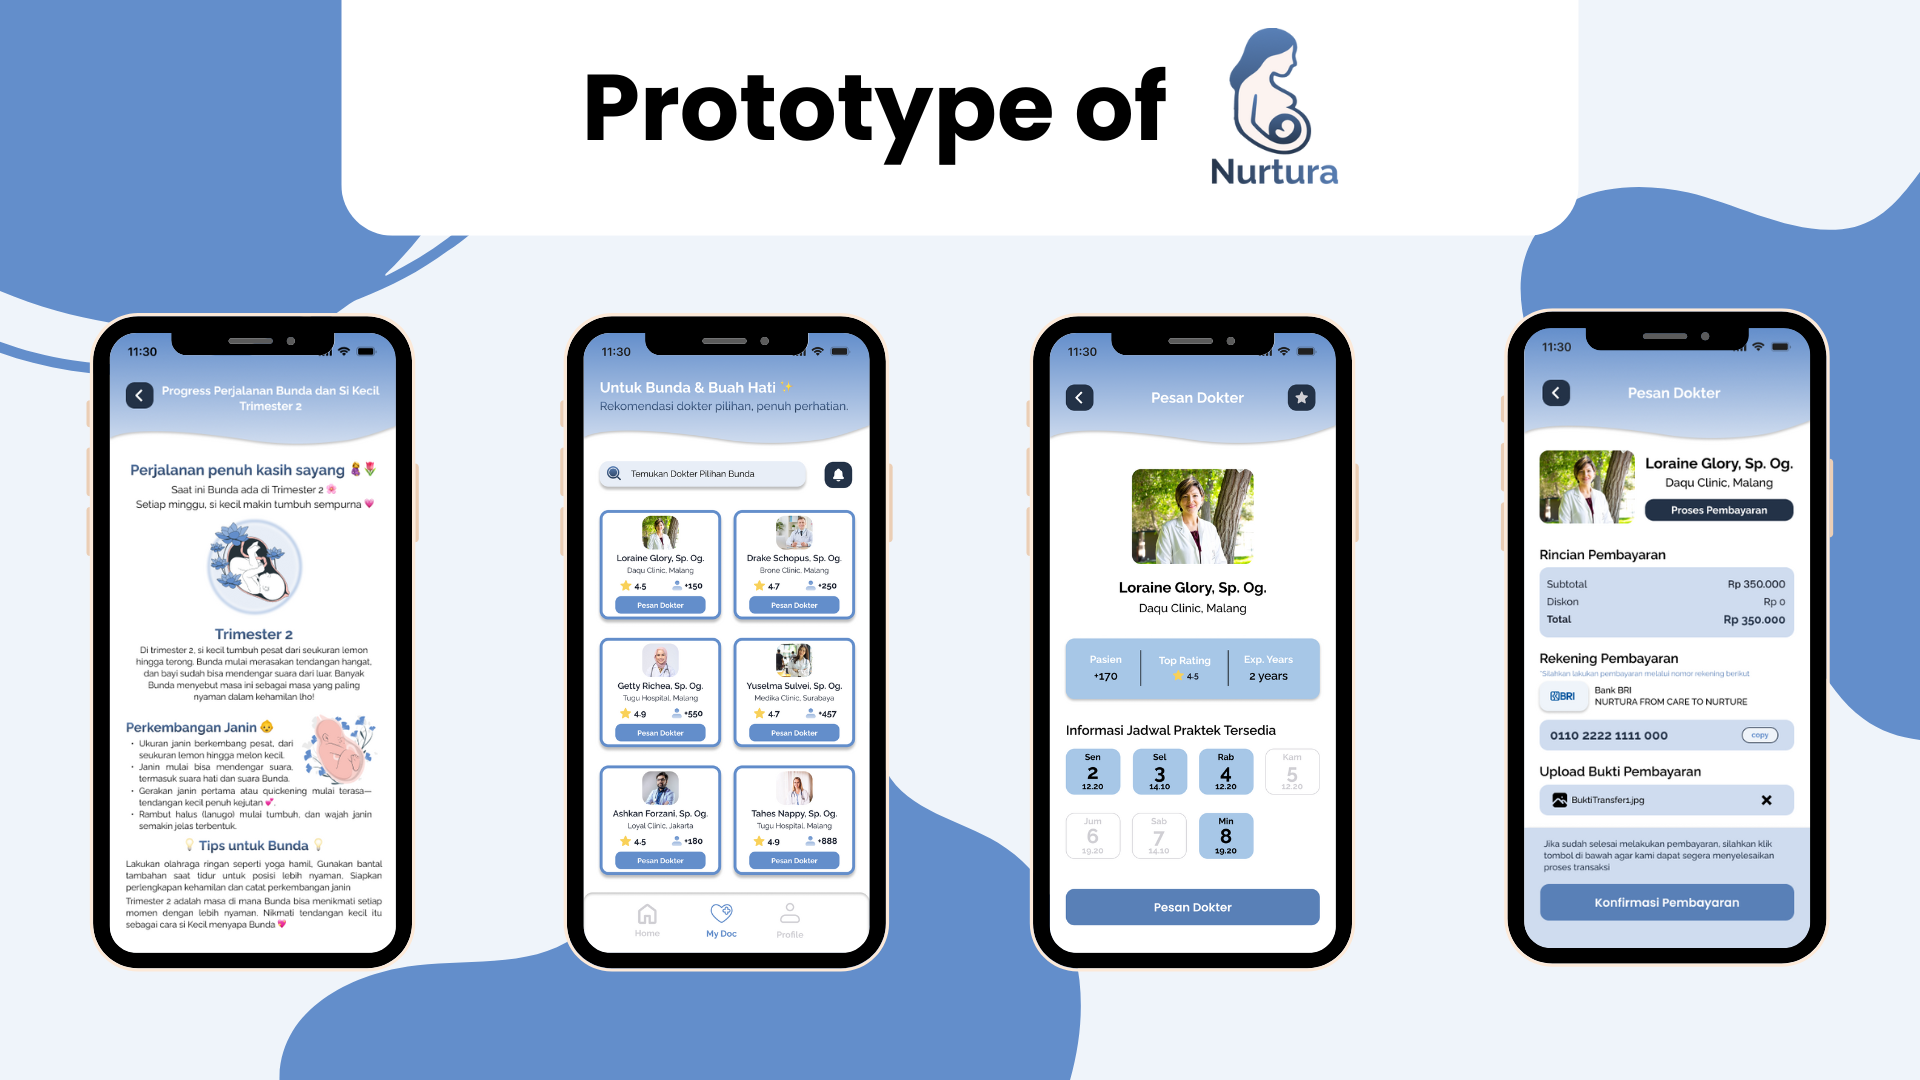 Prototype of
Nurtura
11:30
Progress Perjalanan Bunda dan Si Kecil
Trimester 2
Perjalanan penuh kasih sayang 🤰🌷
Saat ini Bunda ada di Trimester 2 🌸
Setiap minggu, si kecil makin tumbuh sempurna 💗
Trimester 2
Di trimester 2, si kecil tumbuh pesat dari seukuran lemon
hingga terong. Bunda mulai merasakan tendangan hangat,
dan bayi sudah bisa mendengar suara dari luar. Banyak
Bunda menyebut masa ini sebagai masa yang paling
nyaman dalam kehamilan lho!
Perkembangan Janin 👶
• Ukuran janin berkembang pesat, dari
seukuran lemon hingga melon kecil.
• Janin mulai bisa mendengar suara,
termasuk suara hati dan suara Bunda.
• Gerakan janin pertama atau quickening mulai terasa—
tendangan kecil penuh kejutan 💕.
• Rambut halus (lanugo) mulai tumbuh, dan wajah janin
semakin jelas terbentuk.
💡 Tips untuk Bunda 💡
Lakukan olahraga ringan seperti yoga hamil, Gunakan bantal
tambahan saat tidur untuk posisi lebih nyaman, Siapkan
perlengkapan kehamilan dan catat perkembangan janin
Trimester 2 adalah masa di mana Bunda bisa menikmati setiap
momen dengan lebih nyaman. Nikmati tendangan kecil itu
sebagai cara si Kecil menyapa Bunda 💗
11:30
Untuk Bunda & Buah Hati ✨
Rekomendasi dokter pilihan, penuh perhatian.
Temukan Dokter Pilihan Bunda
Loraine Glory, Sp. Og.
Daqu Clinic, Malang
⭐ 4.5 +150
Pesan Dokter
Drake Schopus, Sp. Og.
Brone Clinic, Malang
⭐ 4.7 +250
Pesan Dokter
Getty Richea, Sp. Og.
Tugu Hospital, Malang
⭐ 4.9 +550
Pesan Dokter
Yuselma Sulvei, Sp. Og.
Medika Clinic, Surabaya
⭐ 4.7 +457
Pesan Dokter
Ashkan Forzani, Sp. Og.
Loyal Clinic, Jakarta
⭐ 4.5 +180
Pesan Dokter
Tahes Nappy, Sp. Og.
Tugu Hospital, Malang
⭐ 4.9 +888
Pesan Dokter
Home
My Doc
Profile
11:30
Pesan Dokter
Loraine Glory, Sp. Og.
Daqu Clinic, Malang
Pasien
+170
Top Rating
⭐ 4.5
Exp. Years
2 years
Informasi Jadwal Praktek Tersedia
Sen
2
12.20
Sel
3
14.10
Rab
4
12.20
Kam
5
12.20
Jum
6
19.20
Sab
7
14.10
Min
8
19.20
Pesan Dokter
11:30
Pesan Dokter
Loraine Glory, Sp. Og.
Daqu Clinic, Malang
Proses Pembayaran
Rincian Pembayaran
Subtotal Rp 350.000
Diskon Rp 0
Total Rp 350.000
Rekening Pembayaran
*Silahkan lakukan pembayaran melalui nomor rekening berikut
BRI
Bank BRI
NURTURA FROM CARE TO NURTURE
0110 2222 1111 000
copy
Upload Bukti Pembayaran
BuktiTransfer1.jpg
Jika sudah selesai melakukan pembayaran, silahkan klik
tombol di bawah agar kami dapat segera menyelesaikan
proses transaksi
Konfirmasi Pembayaran